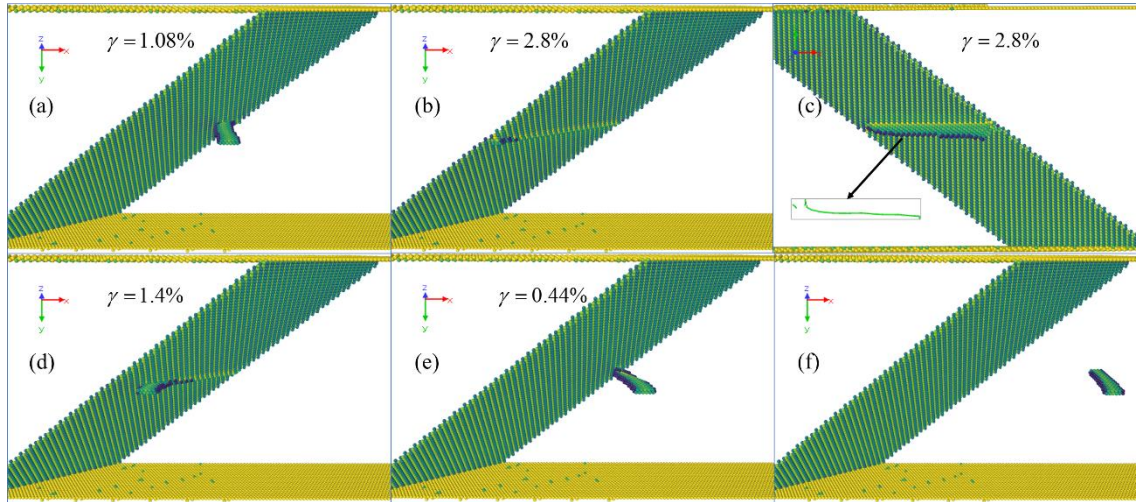 z
x
y
γ = 1.08%
(a)
z
x
y
γ = 2.8%
(b)
x
γ = 2.8%
(c)
z
x
y
γ = 1.4%
(d)
z
x
y
γ = 0.44%
(e)
z
x
y
(f)